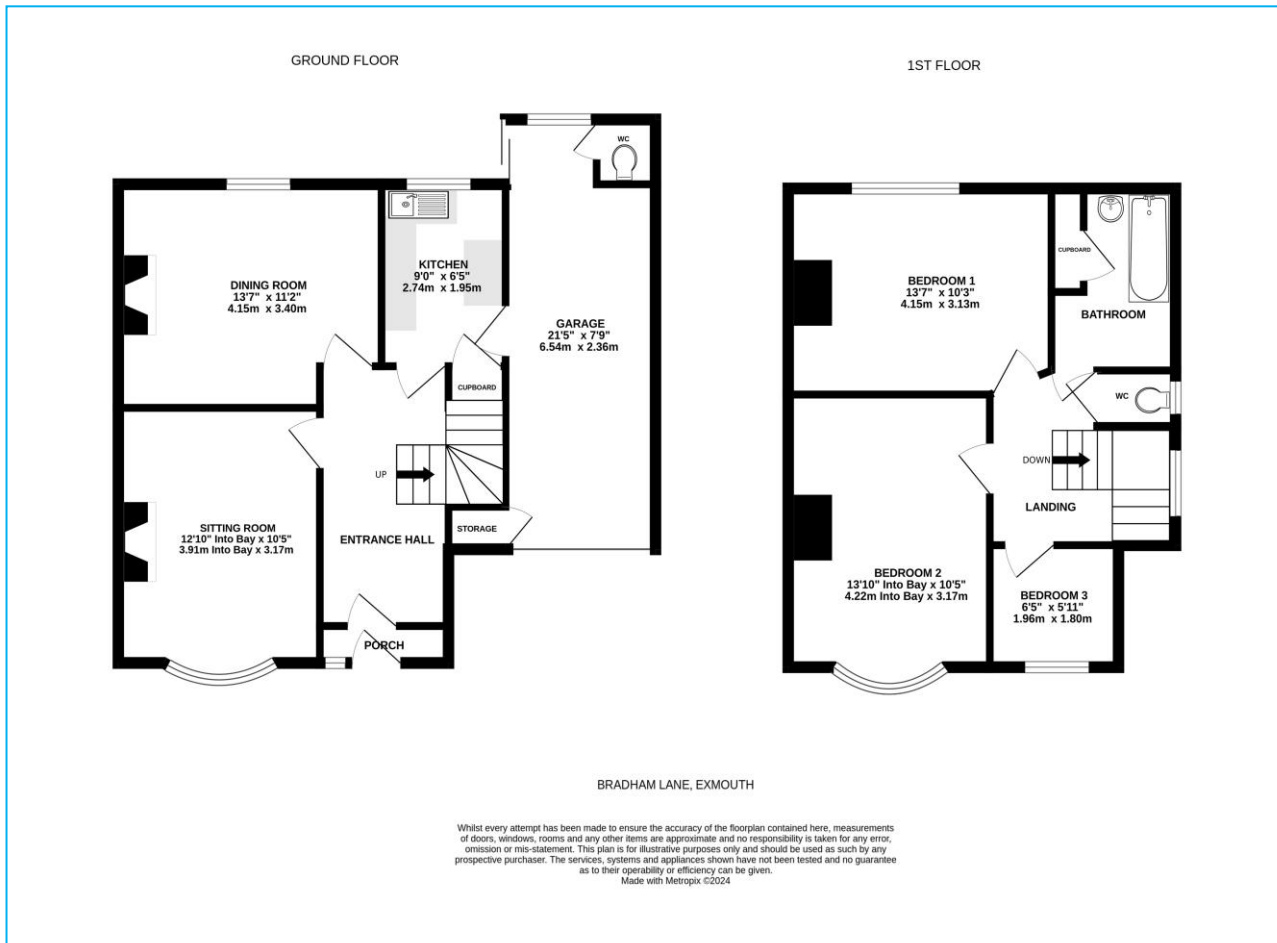 GROUND FLOOR
1ST FLOOR
WC
KITCHEN
9'0" x 6'5"
2.74m x 1.95m
DINING ROOM
13'7" x 11'2"
4.15m x 3.40m
GARAGE
21'5" x 7'9"
6.54m x 2.36m
CUPBOARD
UP
STORAGE
SITTING ROOM
12'10" Into Bay x 10'5"
3.91m Into Bay x 3.17m
ENTRANCE HALL
PORCH
CUPBOARD
BEDROOM 1
13'7" x 10'3"
4.15m x 3.13m
BATHROOM
WC
DOWN
LANDING
BEDROOM 2
13'10" Into Bay x 10'5"
4.22m Into Bay x 3.17m
BEDROOM 3
6'5" x 5'11"
1.96m x 1.80m
BRADHAM LANE, EXMOUTH
Whilst every attempt has been made to ensure the accuracy of the floorplan contained here, measurements
of doors, windows, rooms and any other items are approximate and no responsibility is taken for any error,
omission or mis-statement. This plan is for illustrative purposes only and should be used as such by any
prospective purchaser. The services, systems and appliances shown have not been tested and no guarantee
as to their operability or efficiency can be given.
Made with Metropix ©2024